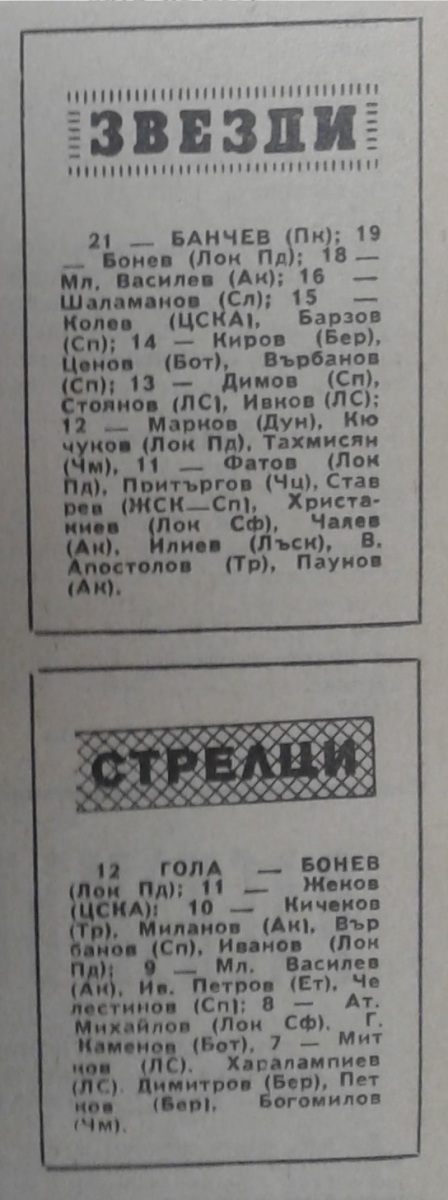 ЗВЕЗДИ
21 — БАНЧЕВ (Пк); 19
— Бонев (Лок Пд); 18 —
Мл. Василев (Ак); 16 —
Шаламанов (Сл); 15 —
Колев (ЦСКА), Барзов
(Сп); 14 — Киров (Бер),
Ценов (Бот), Върбанов
(Сп); 13 — Димов (Сп),
Стоянов (ЛС), Ивков (ЛС);
12 — Марков (Дун), Кю
чуков (Лок Пд), Тахмисян
(Чм), 11 — Фатов (Лок
Пд), Притъргов (Чц), Став
рев (ЖСК—Сп), Христа-
киев (Лок Сф), Чалев
(Ак), Илиев (Лъск), В.
Апостолов (Тр), Паунов
(Ак).
СТРЕЛЦИ
12 ГОЛА — БОНЕВ
(Лок Пд); 11 — Жеков
(ЦСКА); 10 — Кичеков
(Тр), Миланов (Ак), Вър
банов (Сп), Иванов (Лок
Пд); 9 — Мл. Василев
(Ак), Ив. Петров (Ет), Че
лестинов (Сп); 8 — Ат.
Михайлов (Лок Сф), Г.
Каменов (Бот), 7 — Мит
ков (ЛС), Харалампиев
(ЛС). Димитров (Бер), Пет
ков (Бер), Богомилов
(Чм).